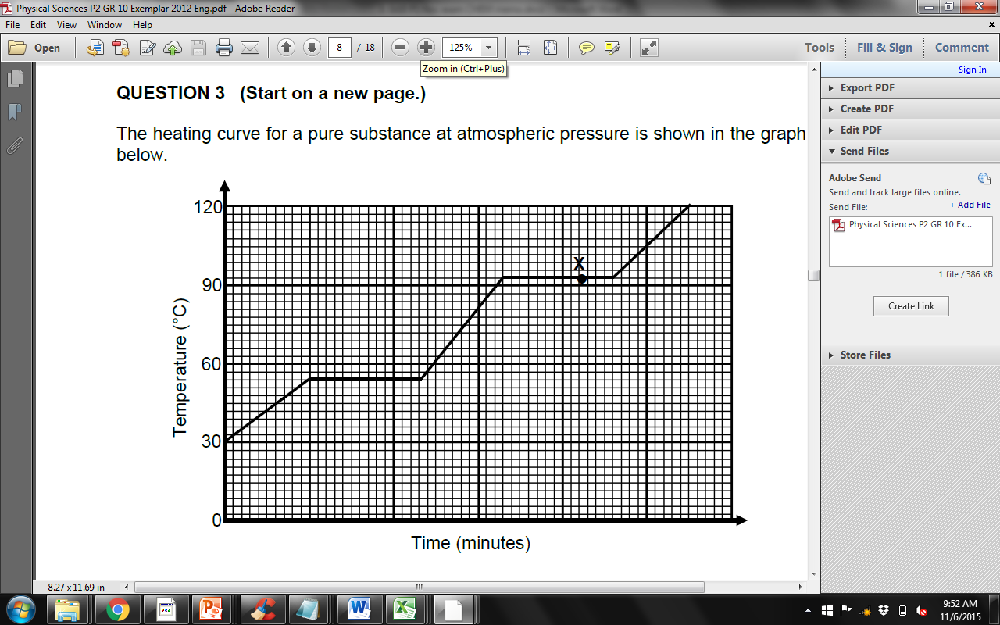 Physical Sciences P2 GR 10 Exemplar 2012 Eng.pdf - Adobe Reader
File Edit View Window Help
Open 8 / 18 125% Tools Fill & Sign Comment
Zoom in (Ctrl+Plus)
Sign In
QUESTION 3 (Start on a new page.)
The heating curve for a pure substance at atmospheric pressure is shown in the graph
below.
120
90
60
30
0
X
Temperature (°C)
Time (minutes)
Export PDF
Create PDF
Edit PDF
Send Files
Adobe Send
Send and track large files online.
Send File:
+ Add File
Physical Sciences P2 GR 10 Ex...
1 file / 386 KB
Create Link
Store Files
8.27 x 11.69 in
9:52 AM
11/6/2015